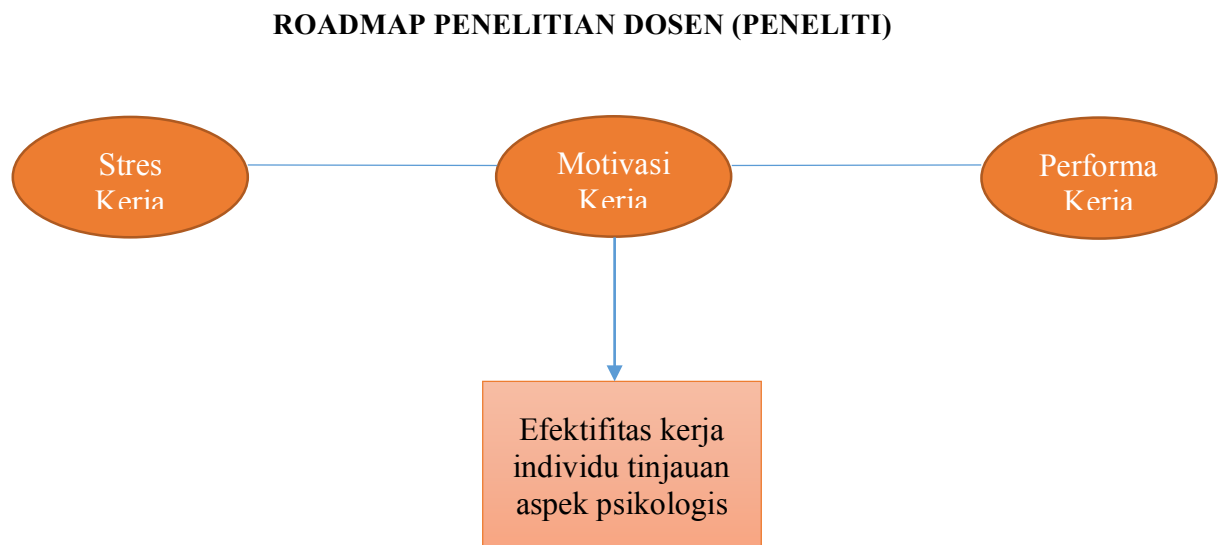 ROADMAP PENELITIAN DOSEN (PENELITI)
Stres
Kerja
Motivasi
Kerja
Performa
Kerja
Efektifitas kerja
individu tinjauan
aspek psikologis